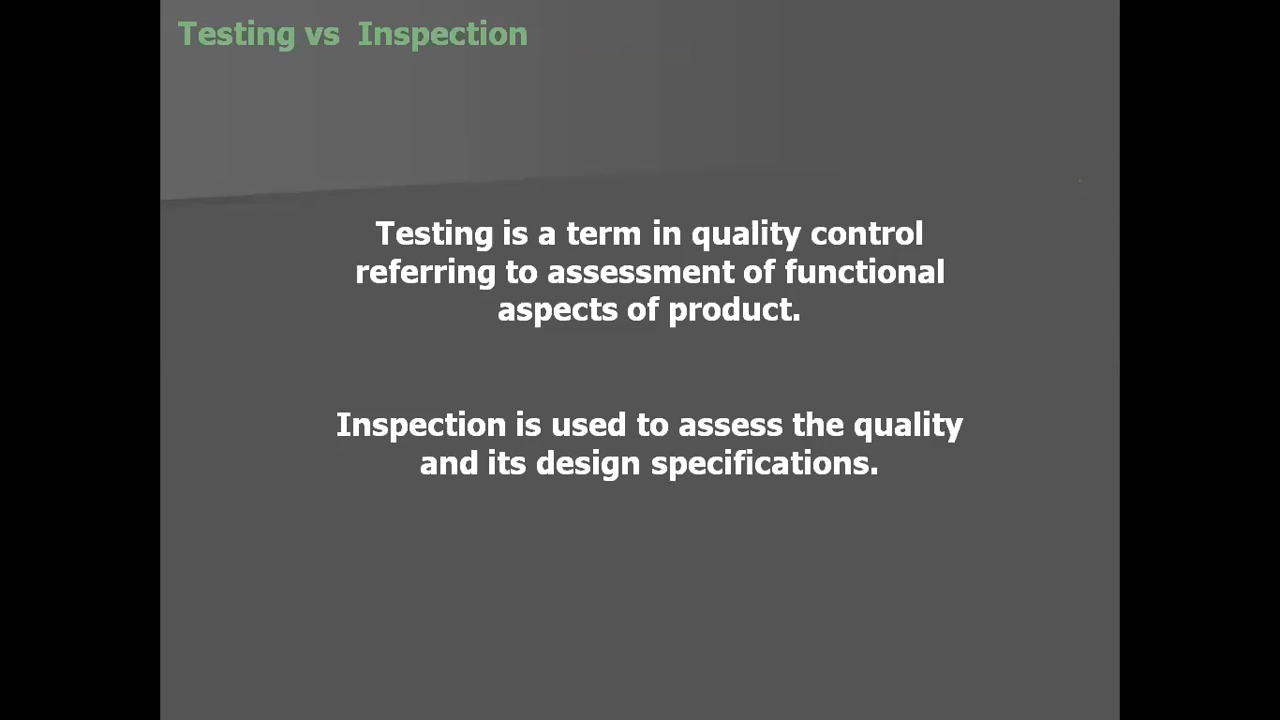 Testing vs  Inspection
Testing is a term in quality control
referring to assessment of functional
aspects of product.
Inspection is used to assess the quality
and its design specifications.